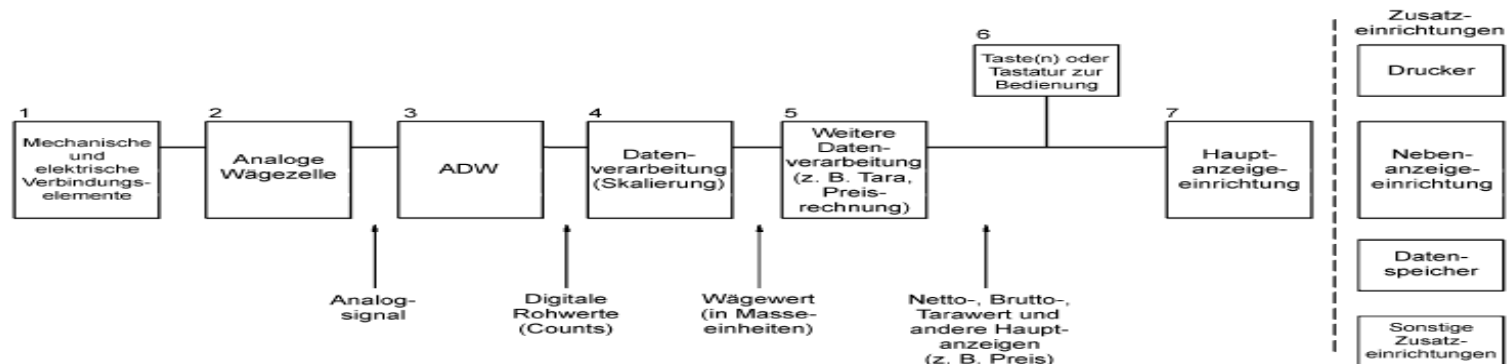 Zusatz-
einrichtungen
6
Taste(n) oder
Tastatur zur
Bedienung
Drucker
1
Mechanische
und
elektrische
Verbindungs-
elemente
2
Analoge
Wägezelle
3
ADW
4
Daten-
verarbeitung
(Skalierung)
5
Weitere
Daten-
verarbeitung
(z. B. Tara,
Preis-
rechnung)
7
Haupt-
anzeige-
einrichtung
Neben-
anzeige-
einrichtung
Daten-
speicher
Analog-
signal
Digitale
Rohwerte
(Counts)
Wägewert
(in Masse-
einheiten)
Netto-, Brutto-,
Tarawert und
andere Haupt-
anzeigen
(z. B. Preis)
Sonstige
Zusatz-
einrichtungen